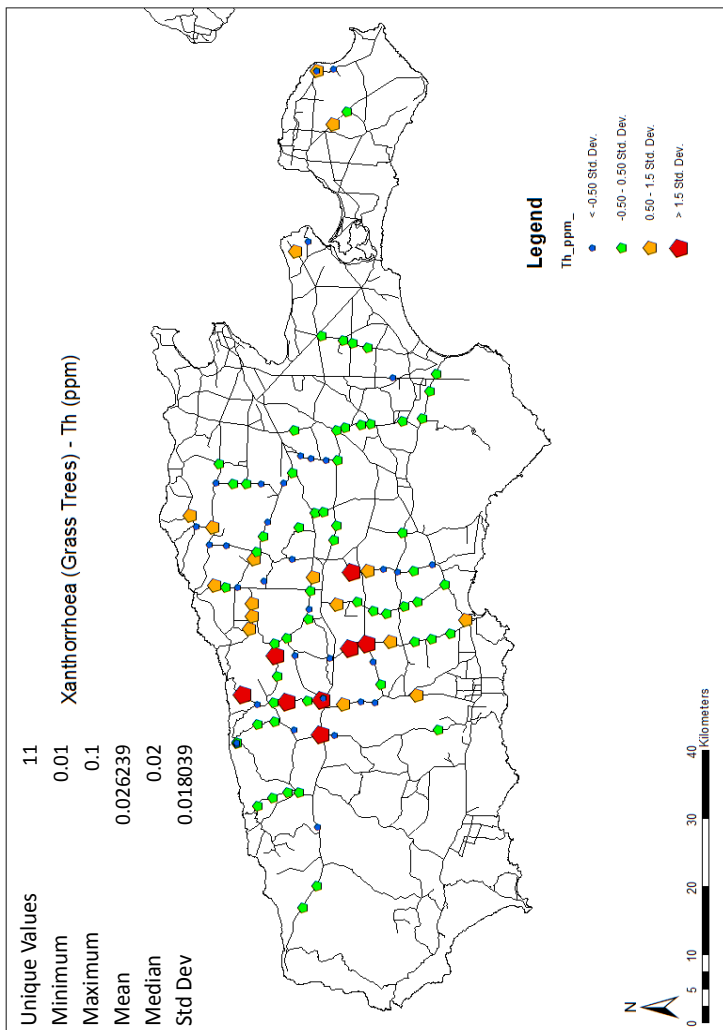 Unique Values 11
Minimum 0.01
Maximum 0.1
Mean 0.026239
Median 0.02
Std Dev 0.018039
Xanthorrhoea (Grass Trees) - Th (ppm)
Legend
Th_ppm_
< -0.50 Std. Dev.
-0.50 - 0.50 Std. Dev.
0.50 - 1.5 Std. Dev.
> 1.5 Std. Dev.
N
0 5 10 20 30 40
Kilometers